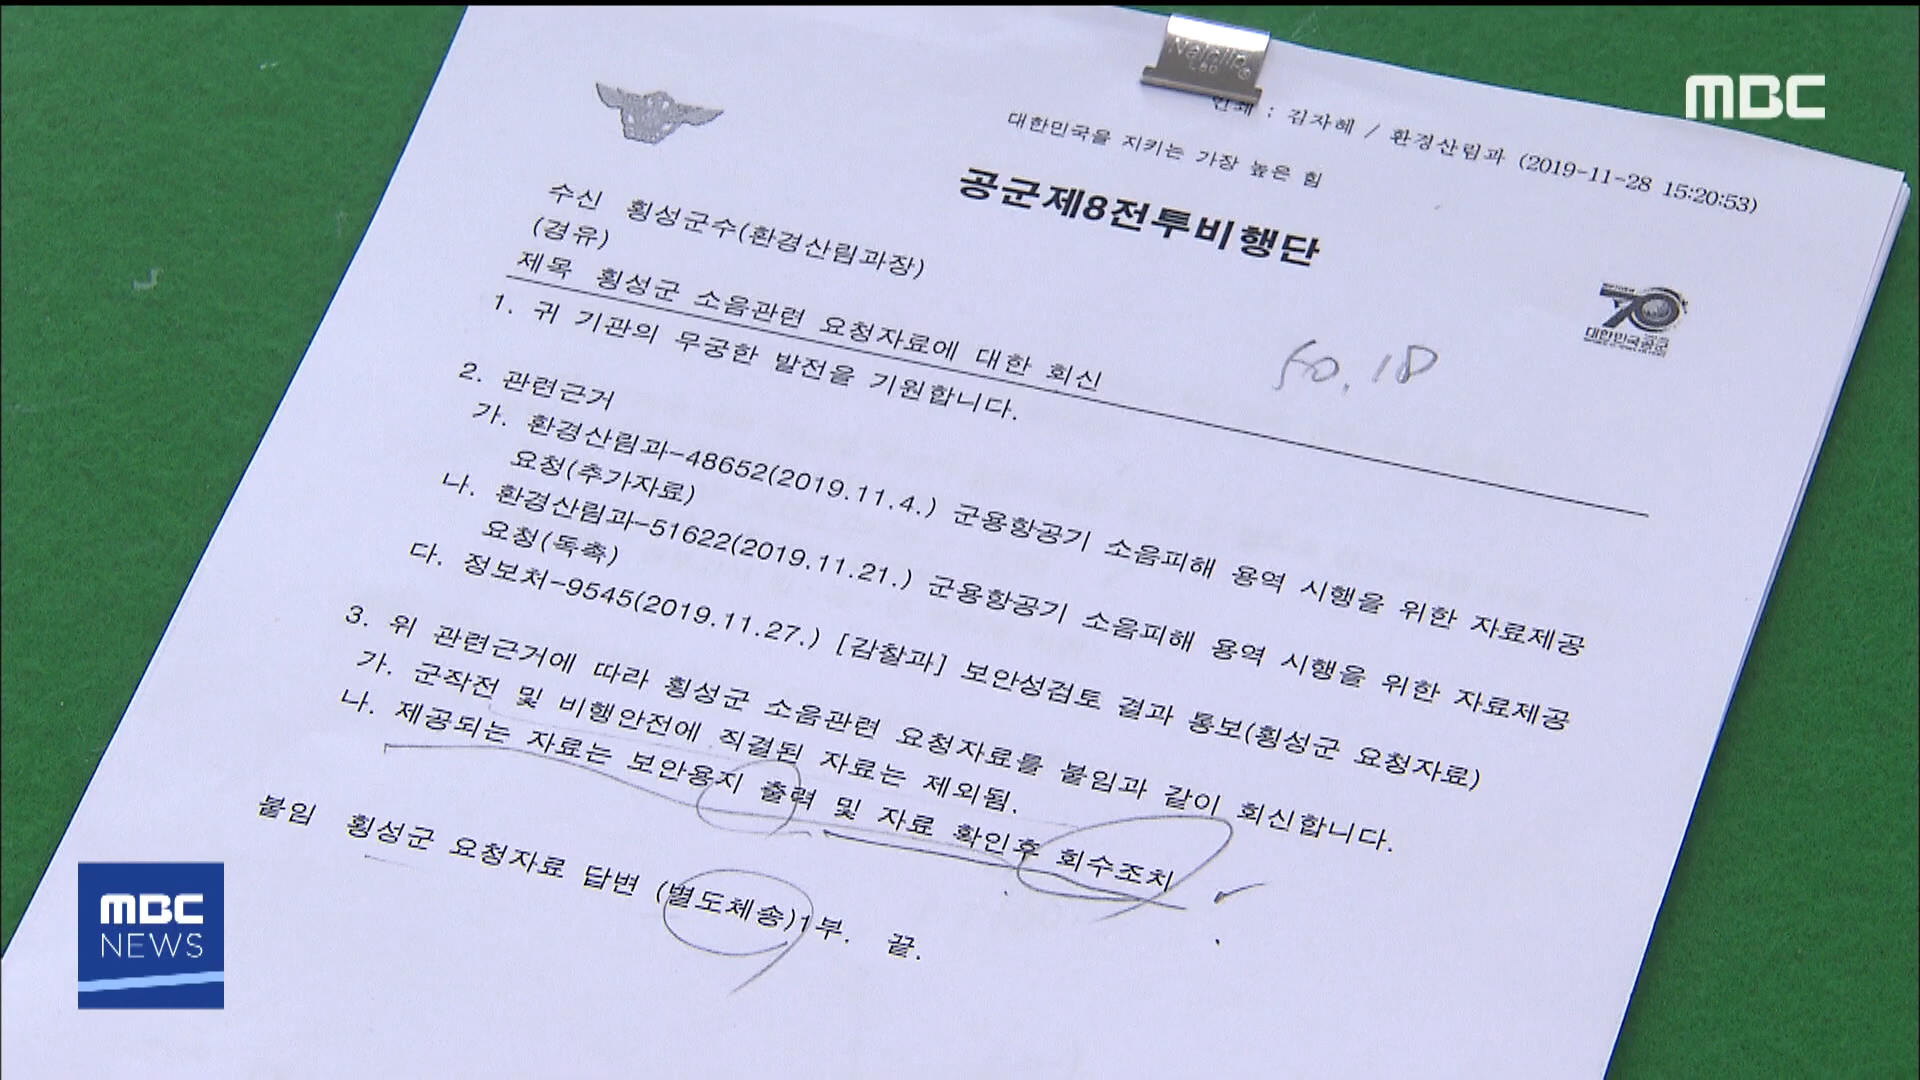 인쇄 : 김자혜 / 환경산림과 (2019-11-28 15:20:53)
MBC
대한민국을 지키는 가장 높은 힘
공군제8전투비행단
수신 횡성군수(환경산림과장)
(경유)
제목 횡성군 소음관련 요청자료에 대한 회신
70
대한민국공군
50.18
1. 귀 기관의 무궁한 발전을 기원합니다.
2. 관련근거
가. 환경산림과-48652(2019.11.4.) 군용항공기 소음피해 용역 시행을 위한 자료제공
요청(추가자료)
나. 환경산림과-51622(2019.11.21.) 군용항공기 소음피해 용역 시행을 위한 자료제공
요청(독촉)
다. 정보처-9545(2019.11.27.) [감찰과] 보안성검토 결과 통보(횡성군 요청자료)
3. 위 관련근거에 따라 횡성군 소음관련 요청자료를 붙임과 같이 회신합니다.
가. 군작전 및 비행안전에 직결된 자료는 제외됨.
나. 제공되는 자료는 보안용지 출력 및 자료 확인후 회수조치
붙임 횡성군 요청자료 답변 (별도체송)1부. 끝.
MBC
NEWS